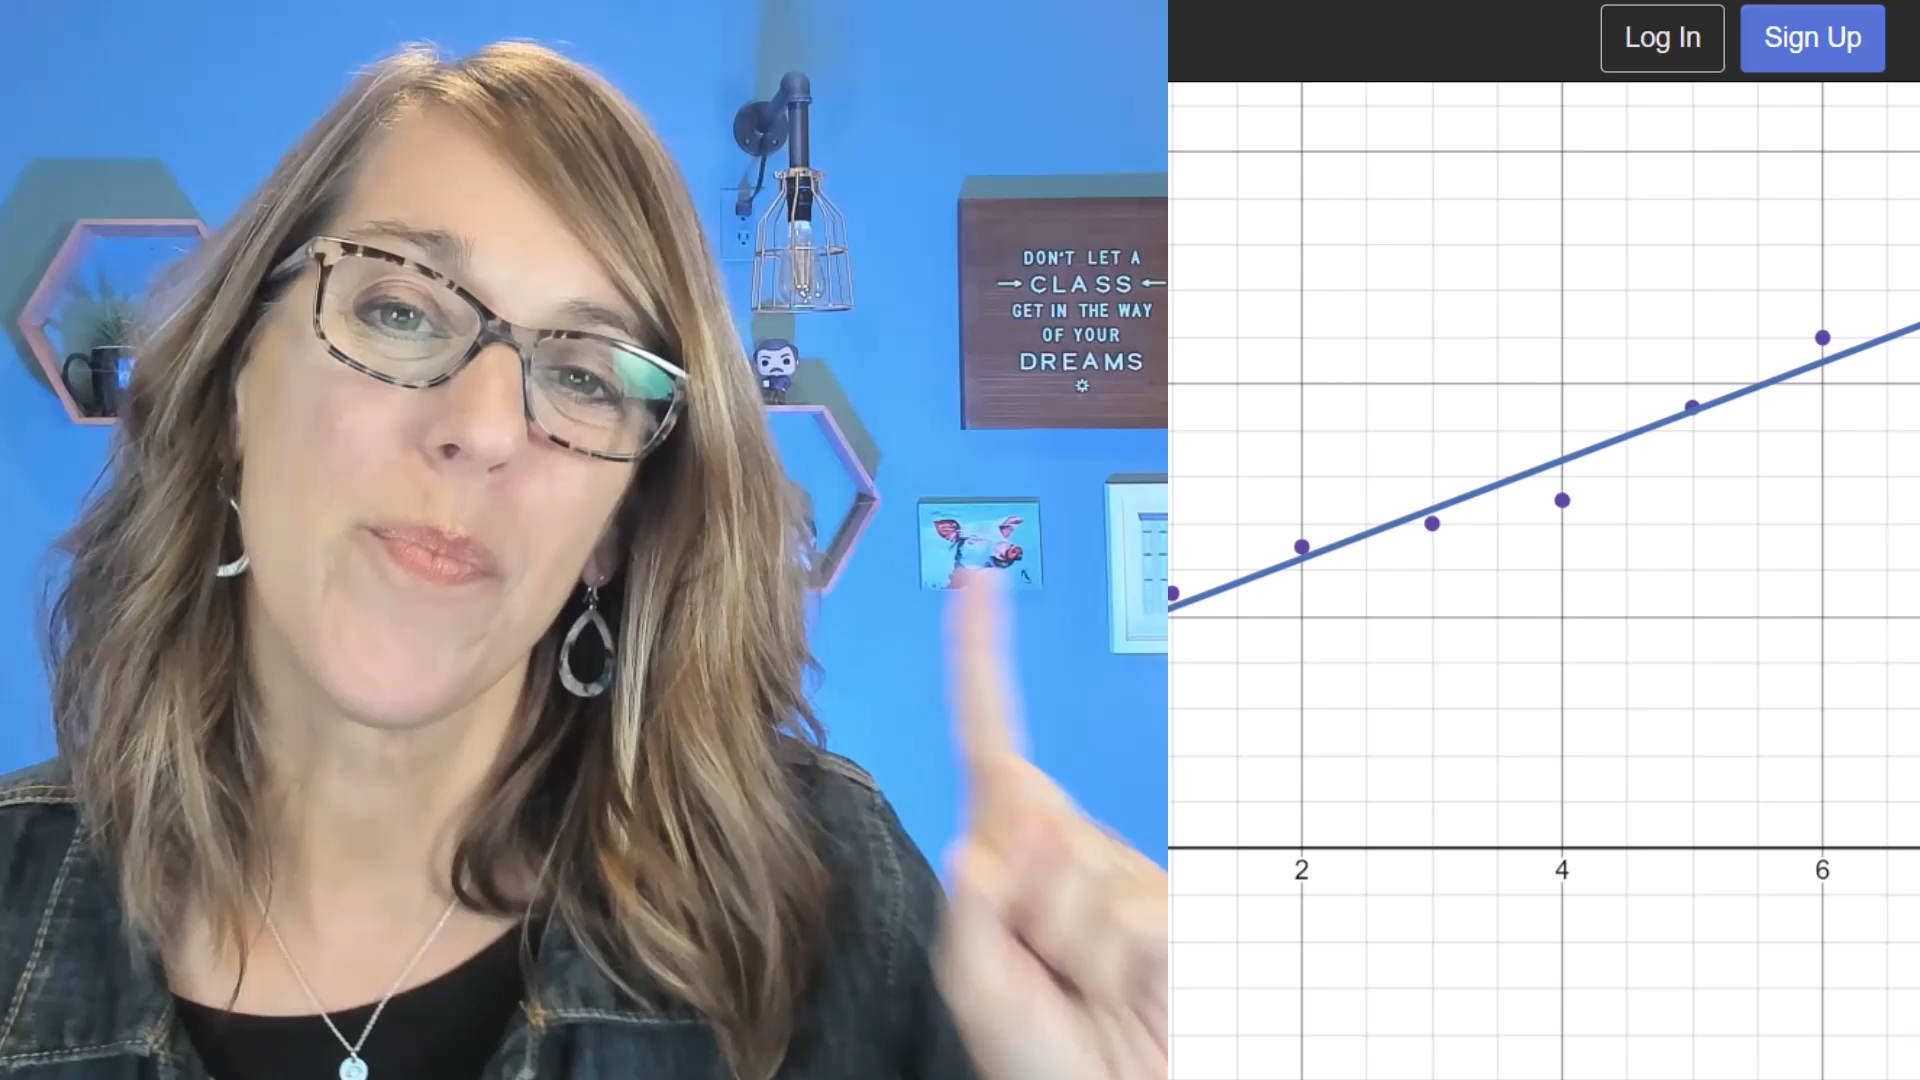 Log In
Sign Up
DON'T LET A
CLASS
GET IN THE WAY
OF YOUR
DREAMS
2
4
6